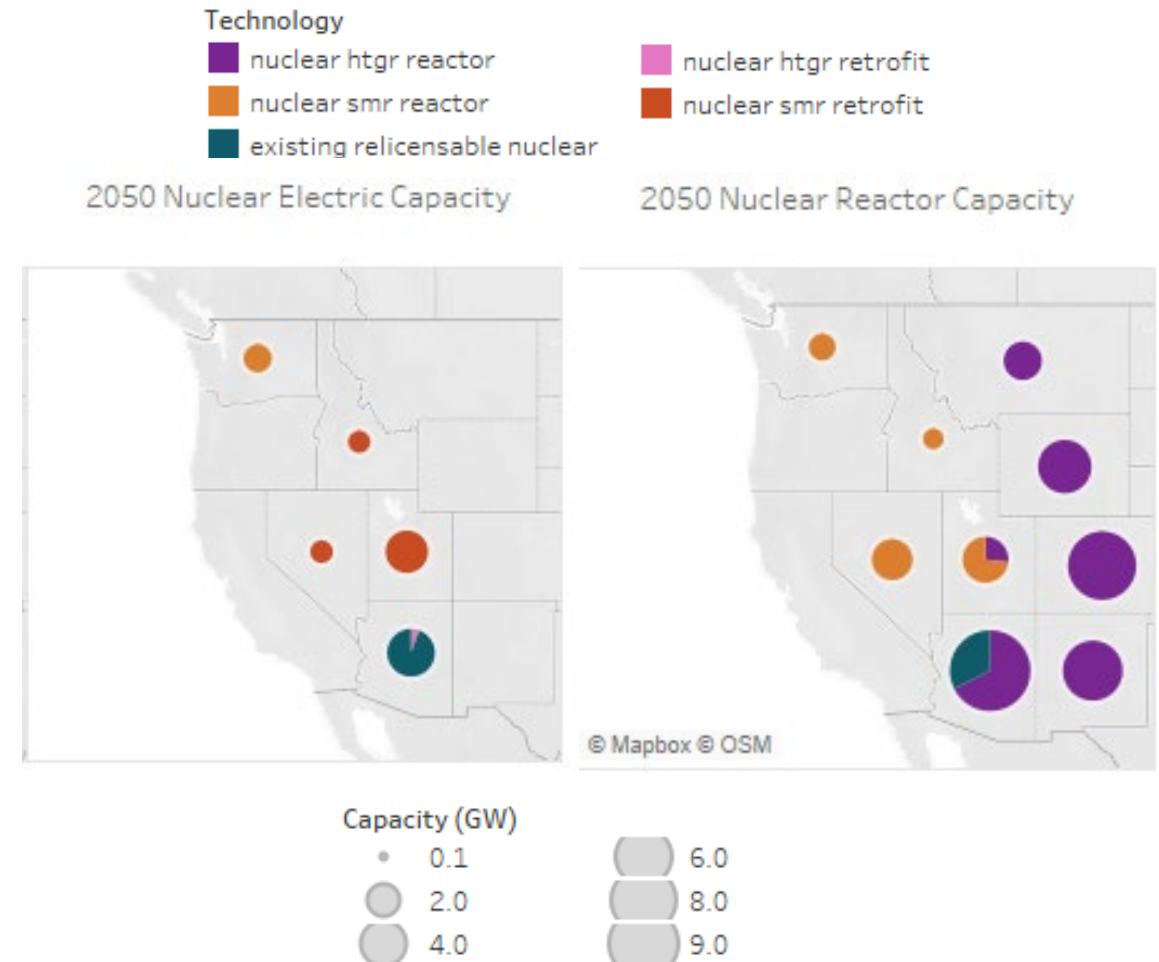 Technology
nuclear htgr reactor
nuclear htgr retrofit
nuclear smr reactor
nuclear smr retrofit
existing relicensable nuclear
2050 Nuclear Electric Capacity
2050 Nuclear Reactor Capacity
© Mapbox © OSM
Capacity (GW)
0.1
6.0
2.0
8.0
4.0
9.0